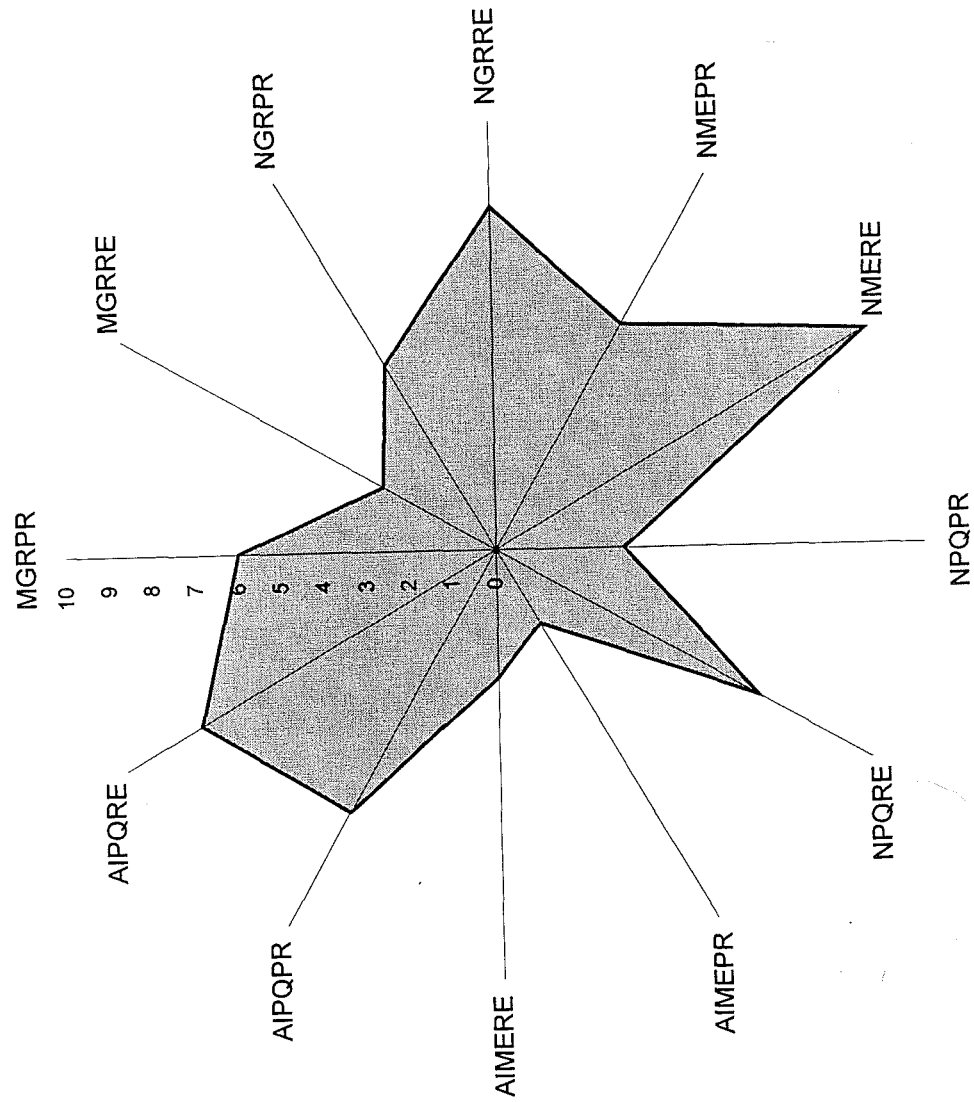 MGRPR
10
9
8
7
6
5
4
3
2
1
0
MGRRE
NGRPR
NGRRE
NMEPR
NMERE
NPQPR
NPQRE
AIMEPR
AIMERE
AIPQPR
AIPQRE